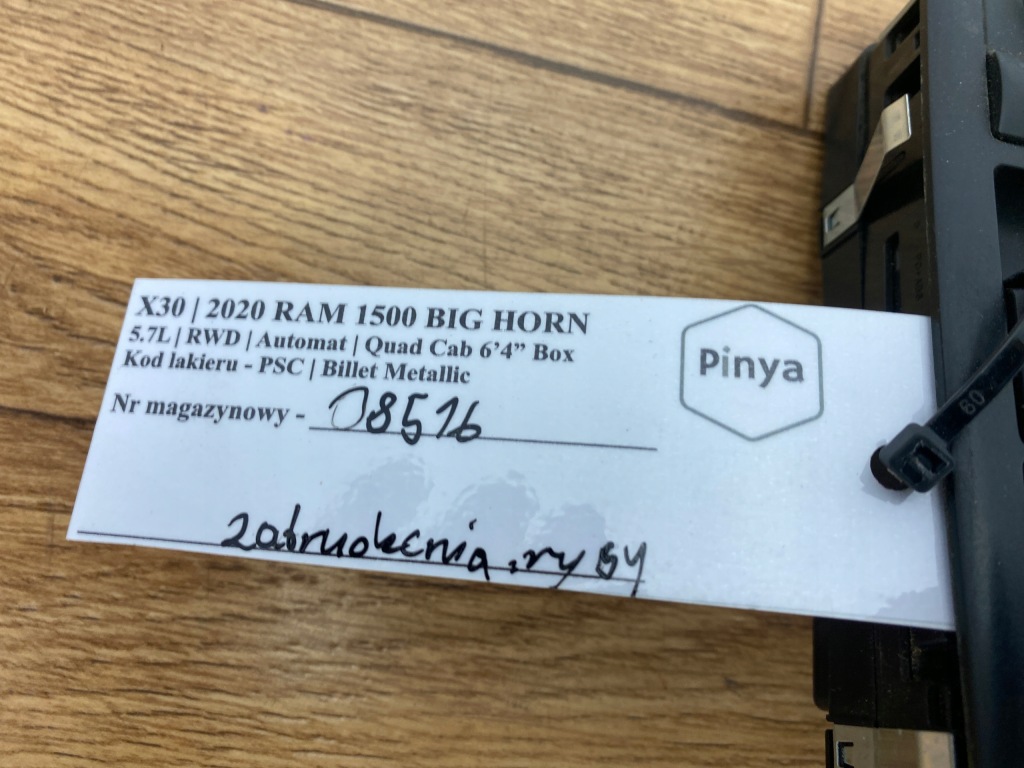 X30 | 2020 RAM 1500 BIG HORN
5.7L | RWD | Automat | Quad Cab 6’4” Box
Kod lakieru - PSC | Billet Metallic
Nr magazynowy - 08516
zabrudzenia, rysy
Pinya
60